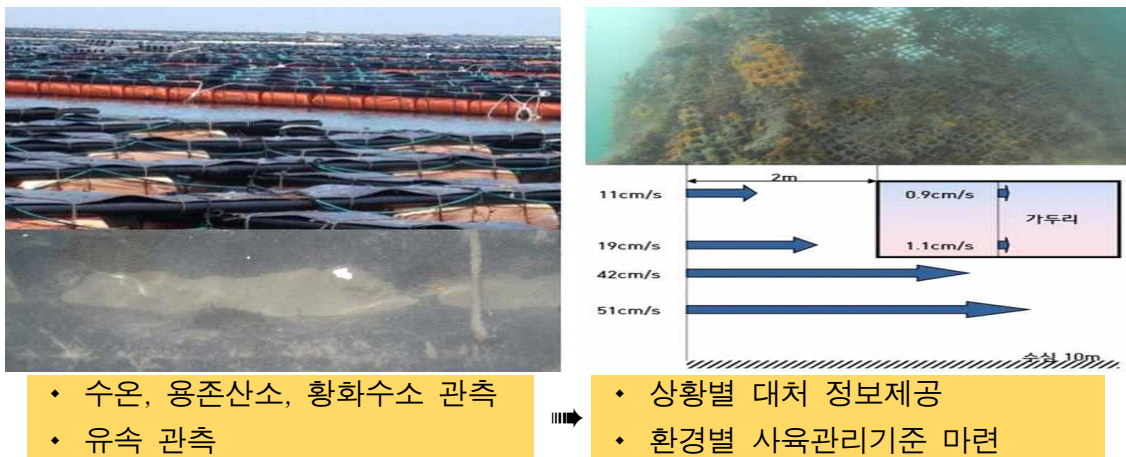 2m
11cm/s
0.9cm/s
가두리
19cm/s
1.1cm/s
42cm/s
51cm/s
수심 10m
• 수온, 용존산소, 황화수소 관측
• 유속 관측
• 상황별 대처 정보제공
• 환경별 사육관리기준 마련